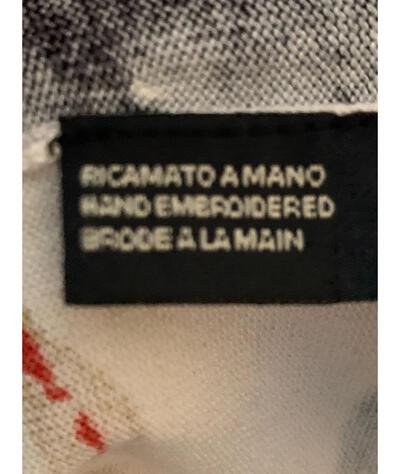 RICAMATO A MANO
HAND EMBROIDERED
BRODE A LA MAIN